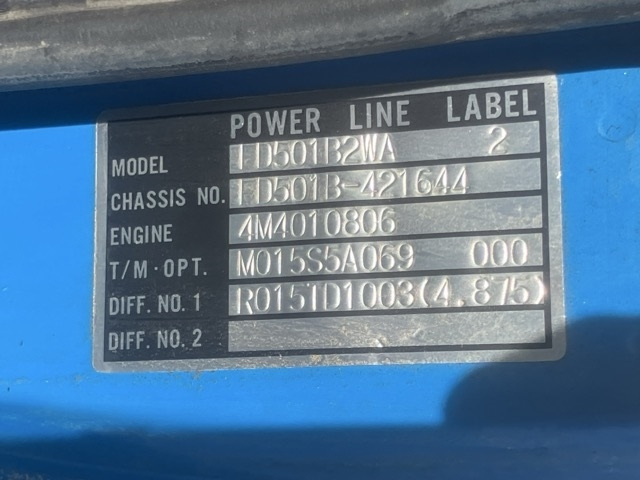 POWER LINE LABEL
MODEL FD501B2WA 2
CHASSIS NO. FD501B-421644
ENGINE 4M4010806
T/M·OPT. M015S5A069 000
DIFF. NO. 1 R015TD1003(4.875)
DIFF. NO. 2